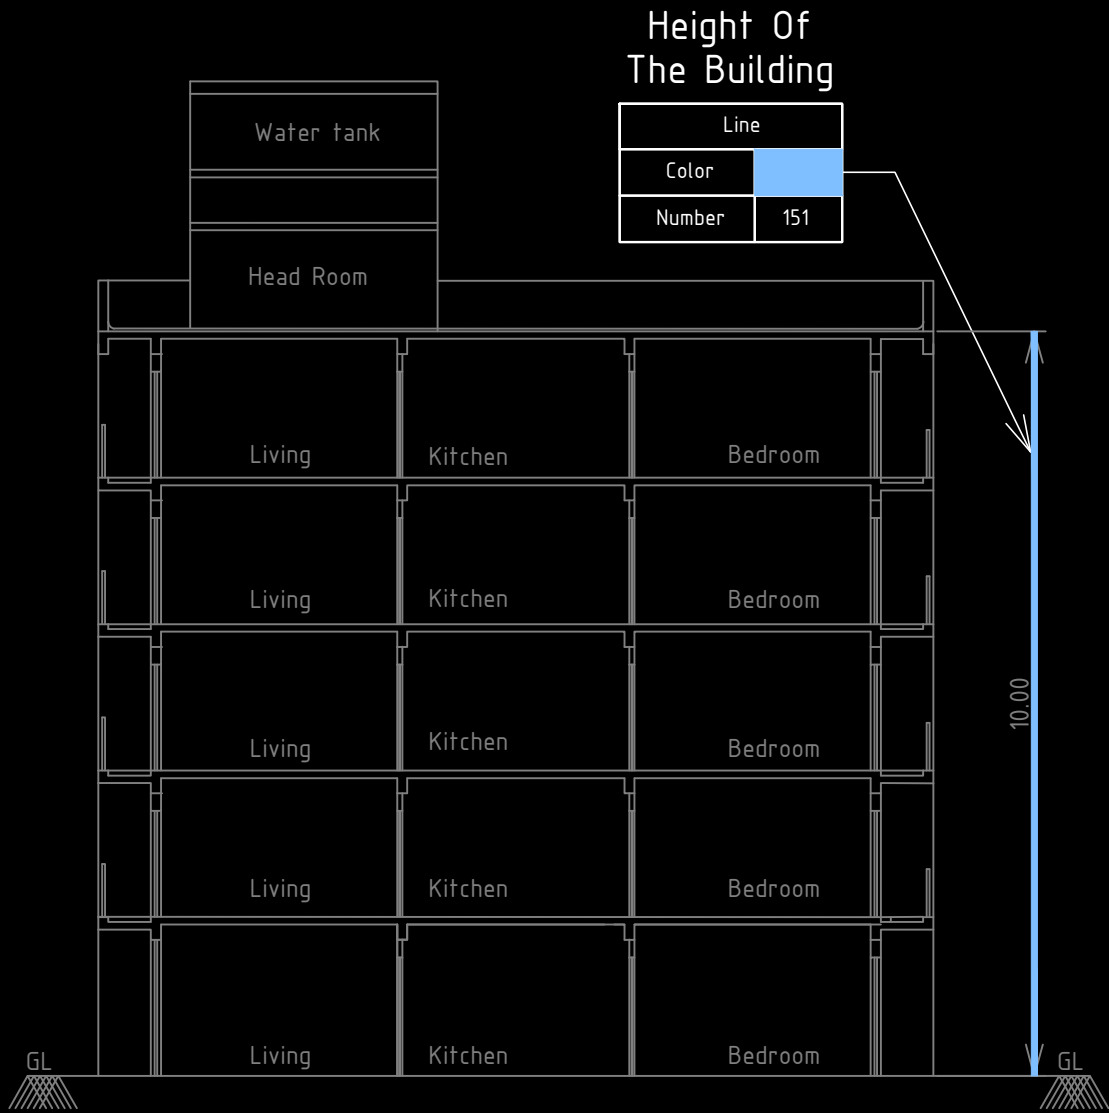 Height Of
The Building
Line
Color
Number 151
Water tank
Head Room
Living Kitchen Bedroom
Living Kitchen Bedroom
10.00
Living Kitchen Bedroom
Living Kitchen Bedroom
Living Kitchen Bedroom
GL GL